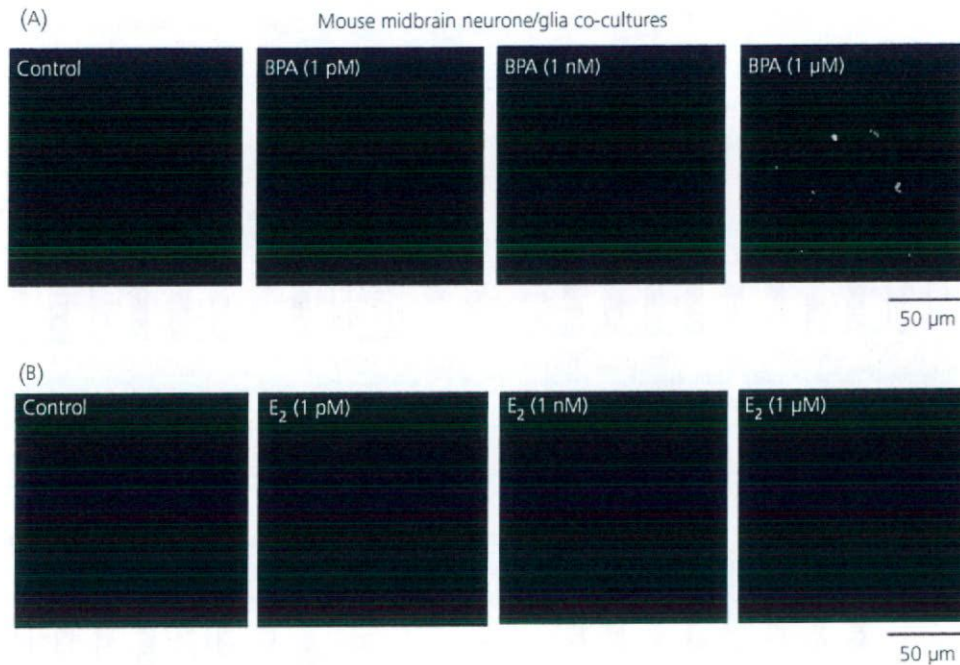 (A)
Mouse midbrain neurone/glia co-cultures
Control
BPA (1 pM)
BPA (1 nM)
BPA (1 µM)
50 µm
(B)
Control
E₂ (1 pM)
E₂ (1 nM)
E₂ (1 µM)
50 µm